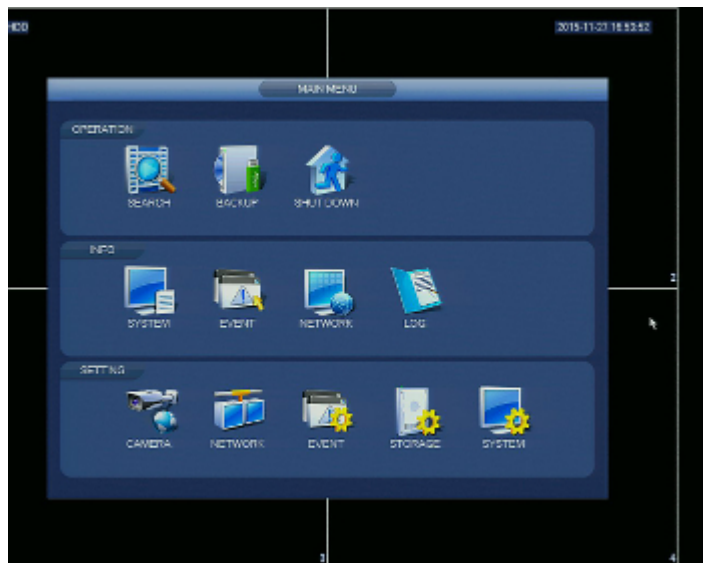 HDD 2015-11-27 16:53:52
MAIN MENU
OPERATION
SEARCH BACKUP SHUTDOWN
INFO
SYSTEM EVENT NETWORK LOG
2
SETTING
CAMERA NETWORK EVENT STORAGE SYSTEM
3 4